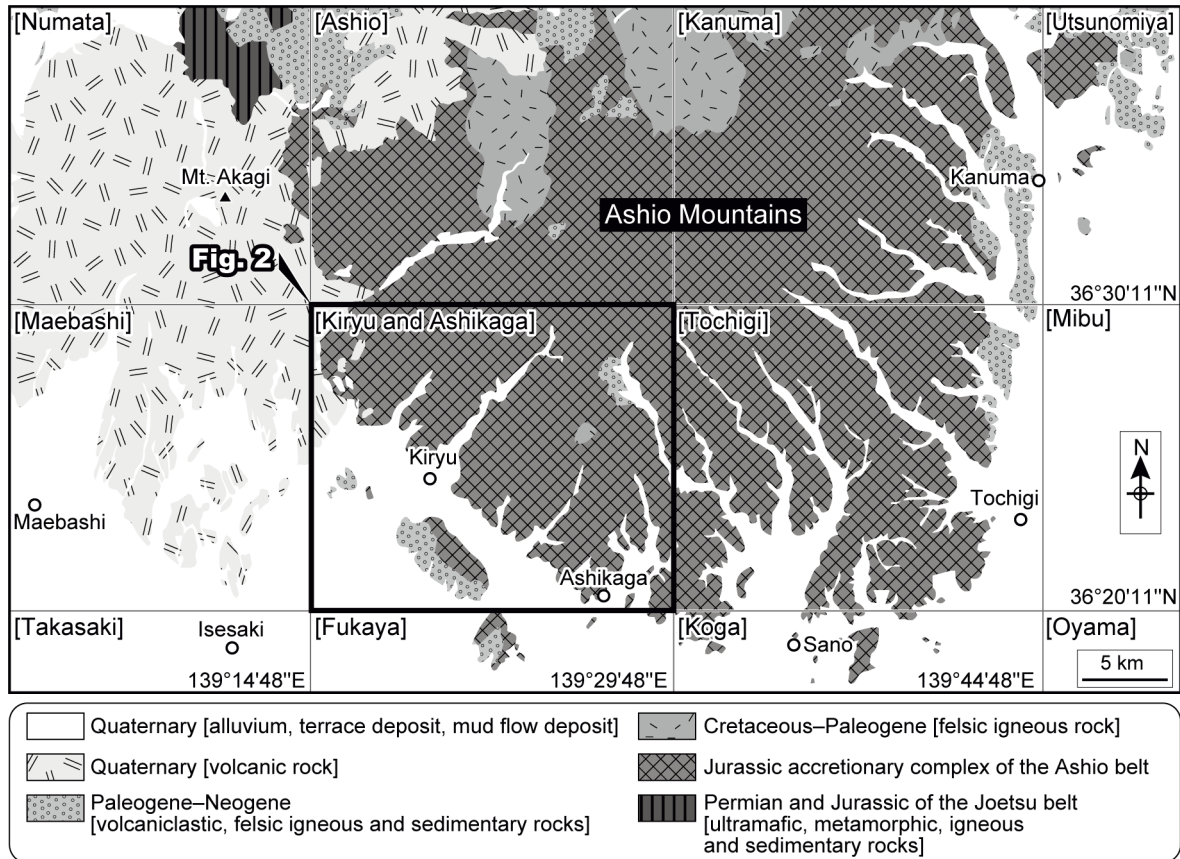 [Numata]
[Ashio]
[Kanuma]
[Utsunomiya]
Mt. Akagi
Kanuma
Ashio Mountains
Fig. 2
36°30'11"N
[Maebashi]
[Kiryu and Ashikaga]
[Tochigi]
[Mibu]
N
Kiryu
Maebashi
Tochigi
Ashikaga
36°20'11"N
[Takasaki]
Isesaki
[Fukaya]
[Koga]
Sano
[Oyama]
139°14'48"E
139°29'48"E
139°44'48"E
5 km
Quaternary [alluvium, terrace deposit, mud flow deposit]
Quaternary [volcanic rock]
Paleogene–Neogene
[volcaniclastic, felsic igneous and sedimentary rocks]
Cretaceous–Paleogene [felsic igneous rock]
Jurassic accretionary complex of the Ashio belt
Permian and Jurassic of the Joetsu belt
[ultramafic, metamorphic, igneous
and sedimentary rocks]